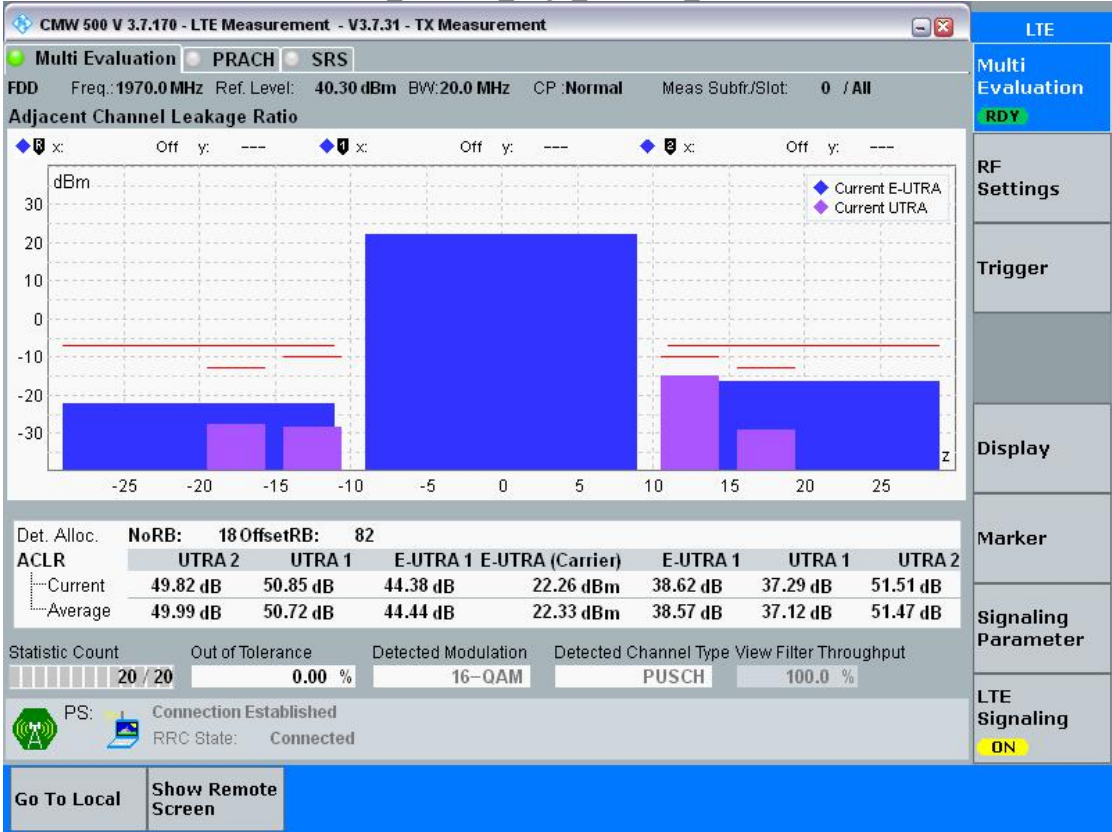 CMW 500 V 3.7.170 - LTE Measurement - V3.7.31 - TX Measurement
LTE
Multi Evaluation PRACH SRS
FDD Freq.: 1970.0 MHz Ref. Level: 40.30 dBm BW: 20.0 MHz CP : Normal Meas Subfr./Slot: 0 / All
Adjacent Channel Leakage Ratio
R x: Off y: --- 1 x: Off y: --- 2 x: Off y: ---
dBm
Current E-UTRA
Current UTRA
30
20
10
0
-10
-20
-30
z
-25 -20 -15 -10 -5 0 5 10 15 20 25
Det. Alloc. NoRB: 18 OffsetRB: 82
ACLR UTRA 2 UTRA 1 E-UTRA 1 E-UTRA (Carrier) E-UTRA 1 UTRA 1 UTRA 2
Current 49.82 dB 50.85 dB 44.38 dB 22.26 dBm 38.62 dB 37.29 dB 51.51 dB
Average 49.99 dB 50.72 dB 44.44 dB 22.33 dBm 38.57 dB 37.12 dB 51.47 dB
Statistic Count Out of Tolerance Detected Modulation Detected Channel Type View Filter Throughput
20 / 20 0.00 % 16-QAM PUSCH 100.0 %
PS: Connection Established
RRC State: Connected
Multi
Evaluation
RDY
RF
Settings
Trigger
Display
Marker
Signaling
Parameter
LTE
Signaling
ON
Go To Local
Show Remote
Screen